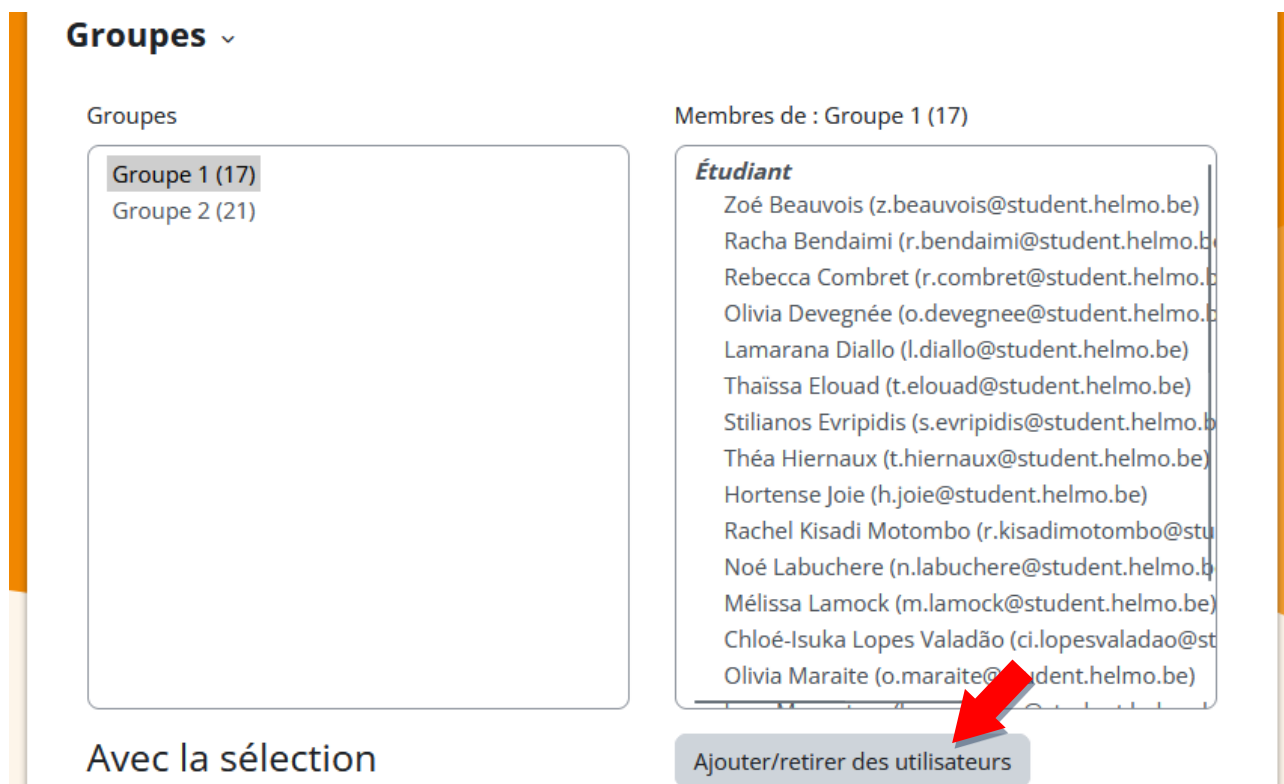 Groupes
Groupes
Groupe 1 (17)
Groupe 2 (21)
Membres de : Groupe 1 (17)
Étudiant
Zoé Beauvois (z.beauvois@student.helmo.be)
Racha Bendaimi (r.bendaimi@student.helmo.b
Rebecca Combret (r.combret@student.helmo.b
Olivia Devegnée (o.devegnee@student.helmo.b
Lamarana Diallo (l.diallo@student.helmo.be)
Thaïssa Elouad (t.elouad@student.helmo.be)
Stilianos Evripidis (s.evripidis@student.helmo.b
Théa Hiernaux (t.hiernaux@student.helmo.be)
Hortense Joie (h.joie@student.helmo.be)
Rachel Kisadi Motombo (r.kisadimotombo@stu
Noé Labuchere (n.labuchere@student.helmo.b
Mélissa Lamock (m.lamock@student.helmo.be)
Chloé-Isuka Lopes Valadão (ci.lopesvaladao@st
Olivia Maraite (o.maraite@student.helmo.be)
Avec la sélection
Ajouter/retirer des utilisateurs